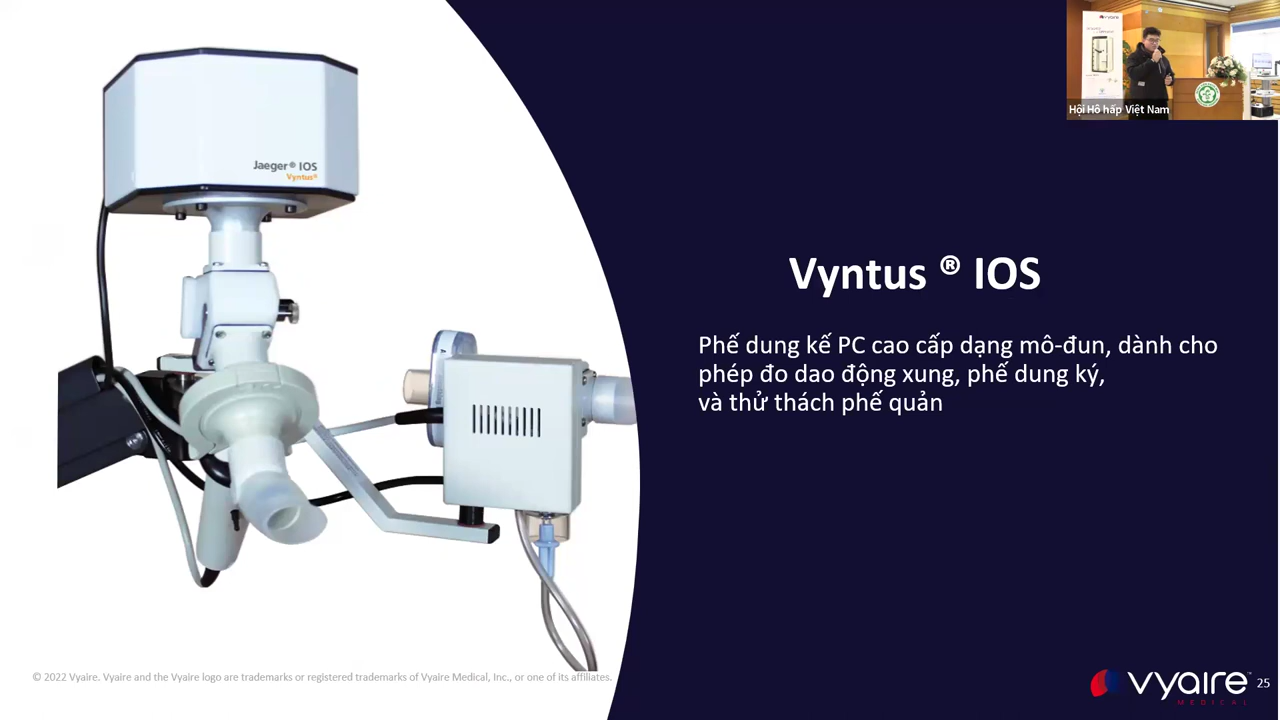 VYAIRE
Hội Hô hấp Việt Nam
Jaeger® IOS
Vyntus®
Vyntus ® IOS
Phế dung kế PC cao cấp dạng mô-đun, dành cho
phép đo dao động xung, phế dung ký,
và thử thách phế quản
© 2022 Vyaire. Vyaire and the Vyaire logo are trademarks or registered trademarks of Vyaire Medical, Inc., or one of its affiliates.
vyaire™
MEDICAL
25